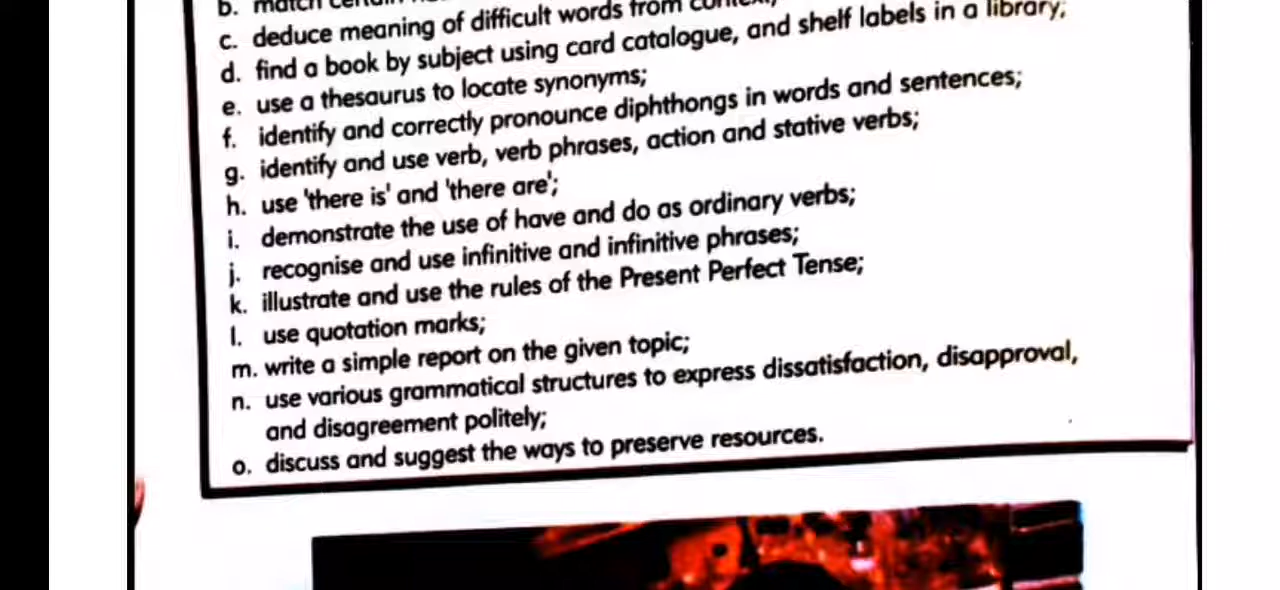 b. match
c. deduce meaning of difficult words from
d. find a book by subject using card catalogue, and shelf labels in a library;
e. use a thesaurus to locate synonyms;
f. identify and correctly pronounce diphthongs in words and sentences;
g. identify and use verb, verb phrases, action and stative verbs;
h. use 'there is' and 'there are';
i. demonstrate the use of have and do as ordinary verbs;
j. recognise and use infinitive and infinitive phrases;
k. illustrate and use the rules of the Present Perfect Tense;
l. use quotation marks;
m. write a simple report on the given topic;
n. use various grammatical structures to express dissatisfaction, disapproval,
and disagreement politely;
o. discuss and suggest the ways to preserve resources.